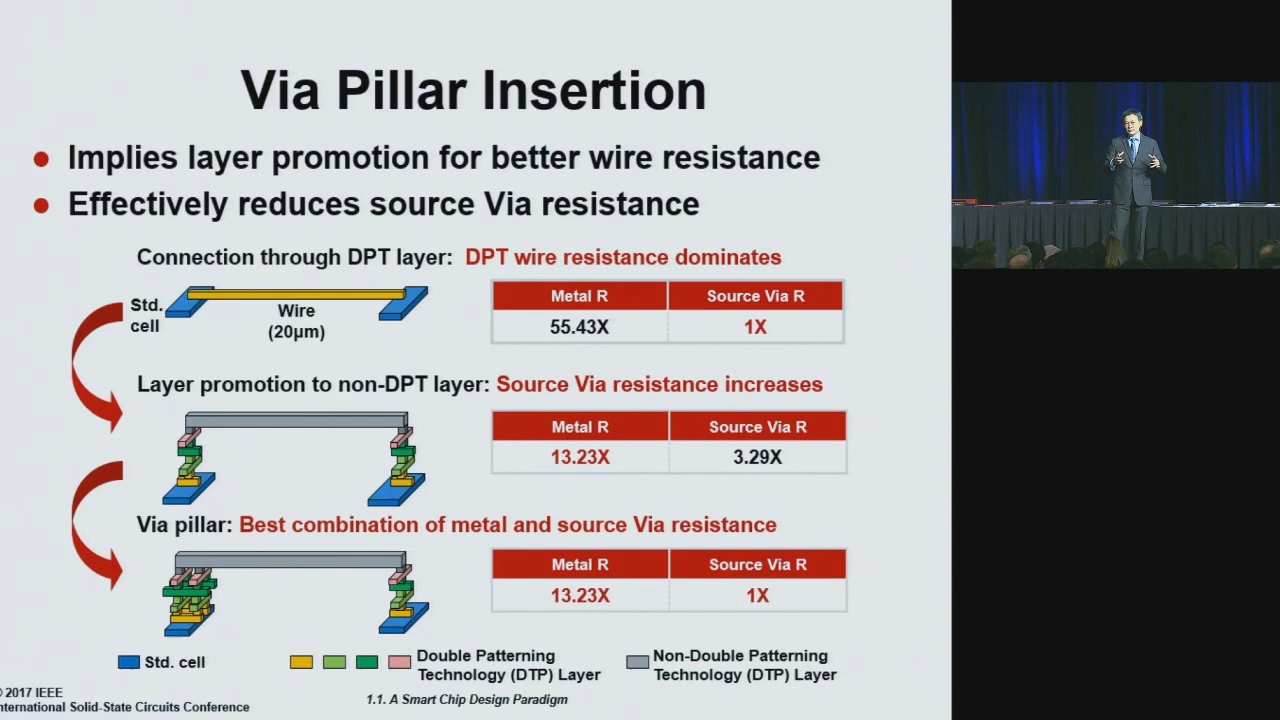 Via Pillar Insertion
Implies layer promotion for better wire resistance
Effectively reduces source Via resistance
Connection through DPT layer: DPT wire resistance dominates
Std.
cell
Wire
(20µm)
Metal R Source Via R
55.43X 1X
Layer promotion to non-DPT layer: Source Via resistance increases
Metal R Source Via R
13.23X 3.29X
Via pillar: Best combination of metal and source Via resistance
Metal R Source Via R
13.23X 1X
Std. cell
Double Patterning
Technology (DTP) Layer
Non-Double Patterning
Technology (DTP) Layer
© 2017 IEEE
nternational Solid-State Circuits Conference
1.1. A Smart Chip Design Paradigm